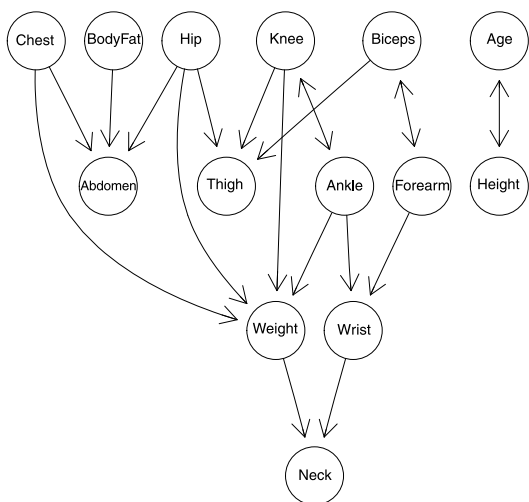 Chest
BodyFat
Hip
Knee
Biceps
Age
Abdomen
Thigh
Ankle
Forearm
Height
Weight
Wrist
Neck